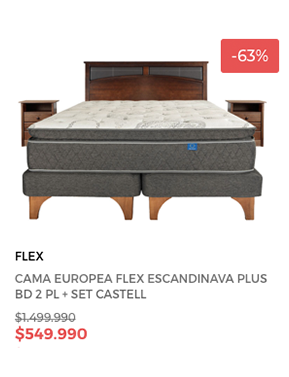 -63%
FLEX
CAMA EUROPEA FLEX ESCANDINAVA PLUS
BD 2 PL + SET CASTELL
$1.499.990
$549.990